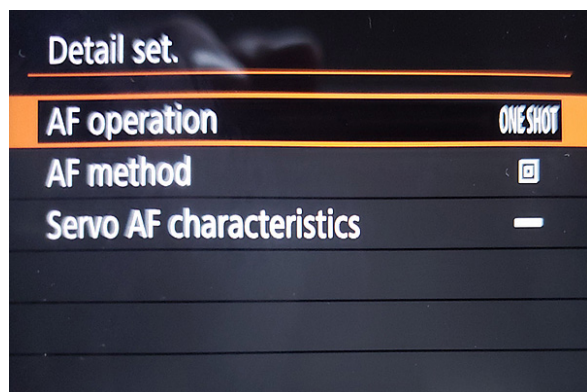 Detail set.
AF operation ONE SHOT
AF method
Servo AF characteristics